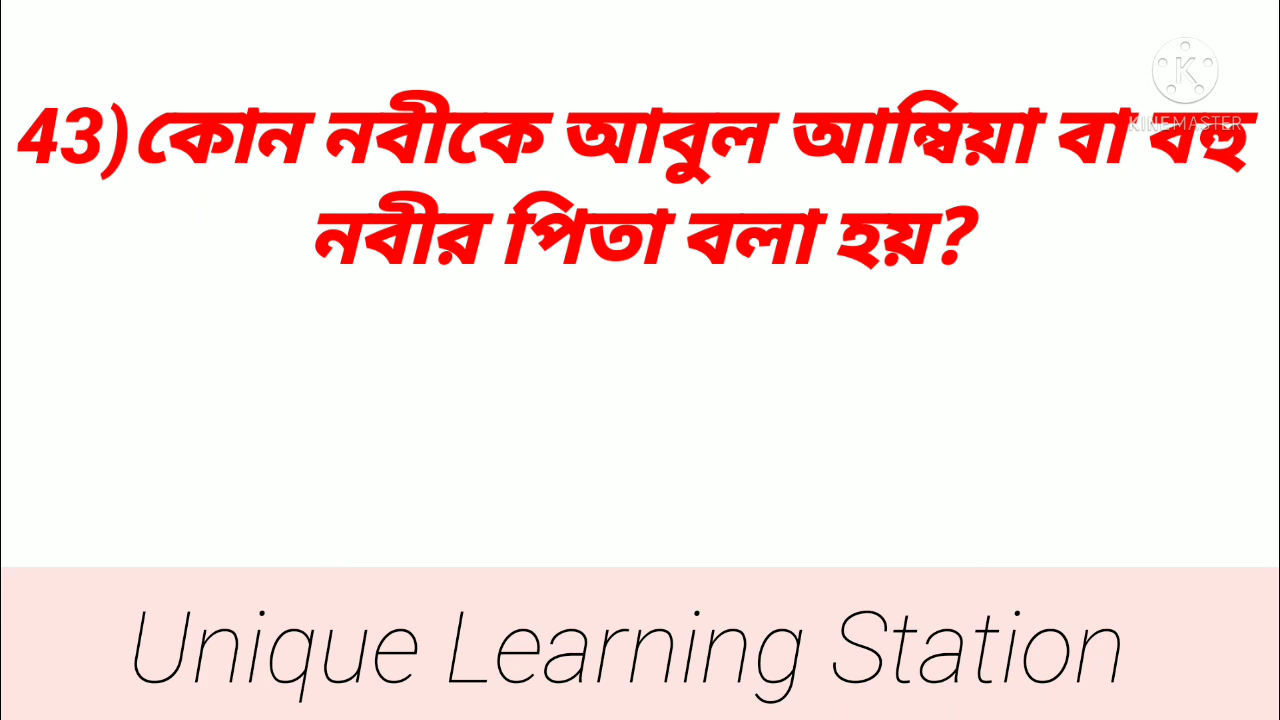 KINEMASTER
43)কোন নবীকে আবুল আম্বিয়া বা বহু
নবীর পিতা বলা হয়?
Unique Learning Station